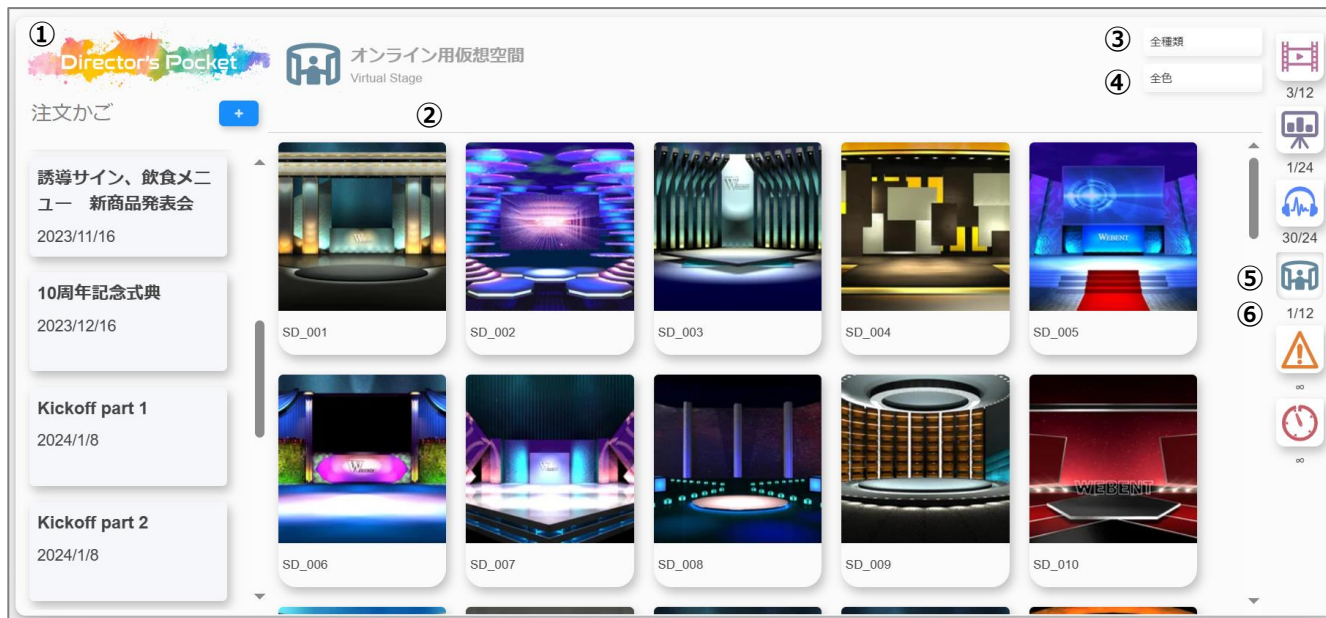 ①
Director's Pocket
オンライン用仮想空間
Virtual Stage
③
全種類
④
全色
注文かご
+
②
誘導サイン、飲食メニ
ュー　新商品発表会
2023/11/16
10周年記念式典
2023/12/16
Kickoff part 1
2024/1/8
Kickoff part 2
2024/1/8
WEBENT
SD_001
SD_002
SD_003
SD_004
SD_005
WEBENT
SD_006
SD_007
SD_008
SD_009
SD_010
3/12
1/24
30/24
⑤
⑥
1/12
∞
∞